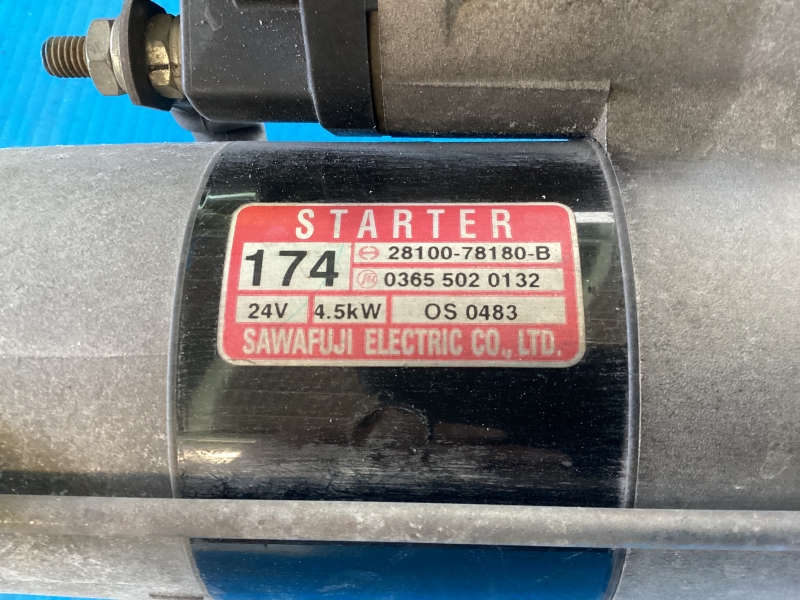 STARTER
174
28100-78180-B
0365 502 0132
24V 4.5kW OS 0483
SAWAFUJI ELECTRIC CO., LTD.